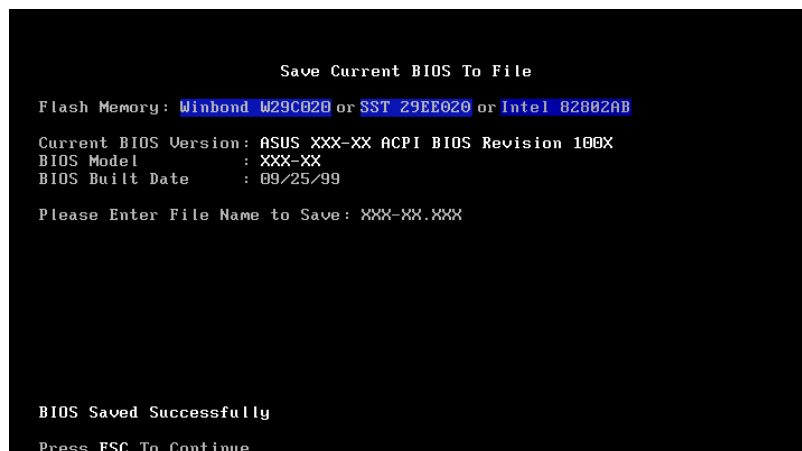 Save Current BIOS To File
Flash Memory: Winbond W29C020 or SST 29EE020 or Intel 82802AB
Current BIOS Version: ASUS XXX-XX ACPI BIOS Revision 100X
BIOS Model : XXX-XX
BIOS Built Date : 09/25/99
Please Enter File Name to Save: XXX-XX.XXX
BIOS Saved Successfully
Press ESC To Continue